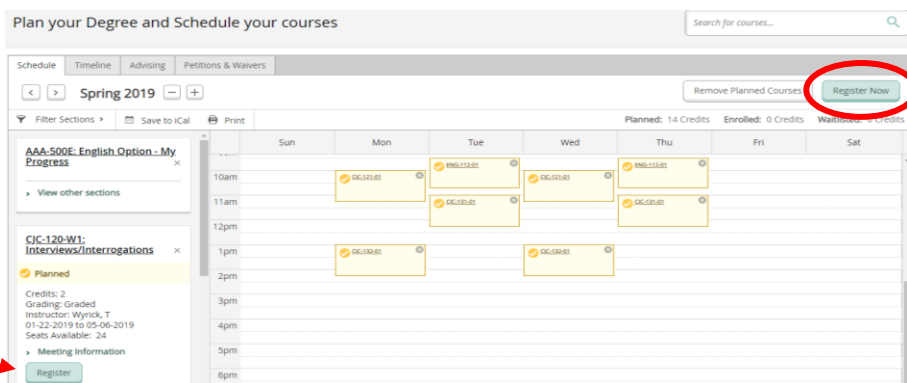 Plan your Degree and Schedule your courses
Search for courses...
Schedule Timeline Advising Petitions & Waivers
Spring 2019
Remove Planned Courses Register Now
Filter Sections Save to iCal Print Planned: 14 Credits Enrolled: 0 Credits Waitlisted: 0 Credits
Sun Mon Tue Wed Thu Fri Sat
AAA-500E: English Option - My
Progress
View other sections
CJC-120-W1:
Interviews/Interrogations
Planned
Credits: 2
Grading: Graded
Instructor: Wyrick, T
01-22-2019 to 05-06-2019
Seats Available: 24
Meeting Information
Register
ENG-112-01 ENG-112-01
10am CJC-121-01 CJC-121-01
11am CJC-131-01 CJC-131-01
12pm
1pm CJC-132-01 CJC-132-01
2pm
3pm
4pm
5pm
6pm